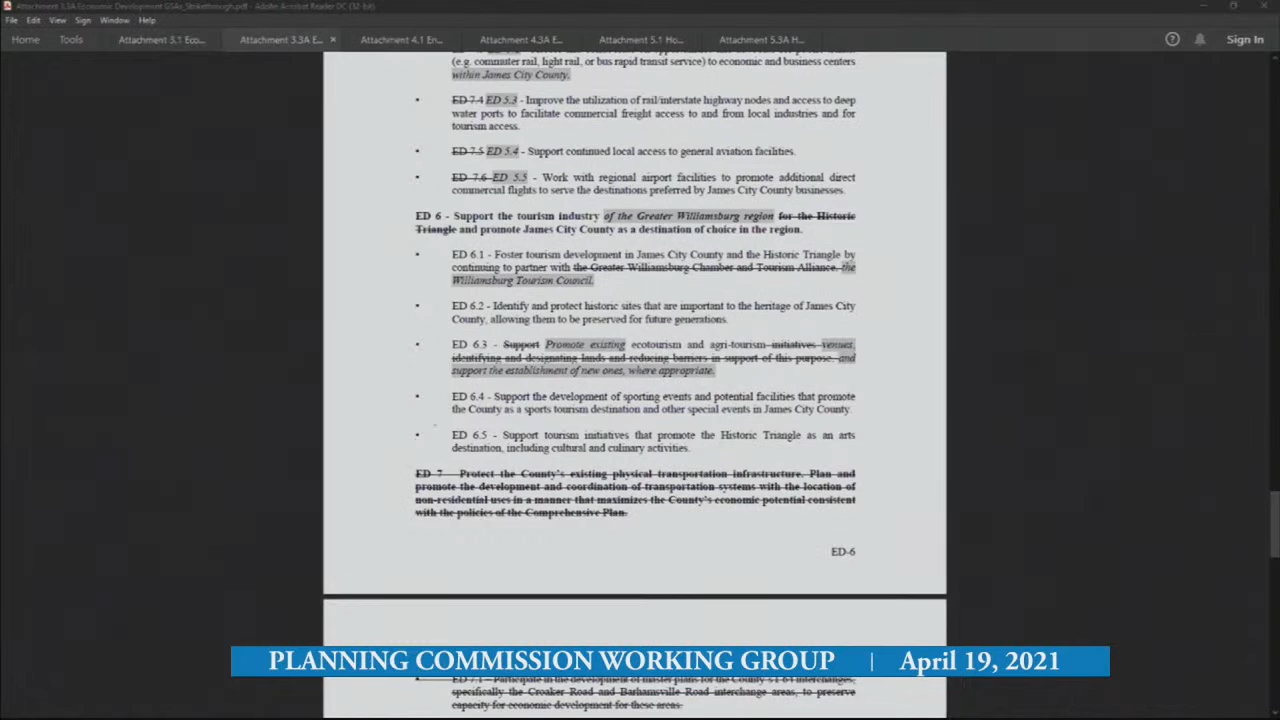 Attachment 3.3A Economic Development GSAs_Strikethrough.pdf - Adobe Acrobat Reader DC (32-bit)
File Edit View Sign Window Help
Home Tools Attachment 3.1 Eco... Attachment 3.3A E... × Attachment 4.1 En... Attachment 4.3A E... Attachment 5.1 Ho... Attachment 5.3A H... Sign In
(e.g. commuter rail, light rail, or bus rapid transit service) to economic and business centers
within James City County.
• ED 7.4 ED 5.3 - Improve the utilization of rail/interstate highway nodes and access to deep
water ports to facilitate commercial freight access to and from local industries and for
tourism access.
• ED 7.5 ED 5.4 - Support continued local access to general aviation facilities.
• ED 7.6 ED 5.5 - Work with regional airport facilities to promote additional direct
commercial flights to serve the destinations preferred by James City County businesses.
ED 6 - Support the tourism industry of the Greater Williamsburg region for the Historic
Triangle and promote James City County as a destination of choice in the region.
• ED 6.1 - Foster tourism development in James City County and the Historic Triangle by
continuing to partner with the Greater Williamsburg Chamber and Tourism Alliance. the
Williamsburg Tourism Council.
• ED 6.2 - Identify and protect historic sites that are important to the heritage of James City
County, allowing them to be preserved for future generations.
• ED 6.3 - Support Promote existing ecotourism and agri-tourism initiatives venues,
identifying and designating lands and reducing barriers in support of this purpose. and
support the establishment of new ones, where appropriate.
• ED 6.4 - Support the development of sporting events and potential facilities that promote
the County as a sports tourism destination and other special events in James City County.
• ED 6.5 - Support tourism initiatives that promote the Historic Triangle as an arts
destination, including cultural and culinary activities.
ED 7 - Protect the County's existing physical transportation infrastructure. Plan and
promote the development and coordination of transportation systems with the location of
non-residential uses in a manner that maximizes the County's economic potential consistent
with the policies of the Comprehensive Plan.
ED-6
PLANNING COMMISSION WORKING GROUP | April 19, 2021
• ED 7.1 - Participate in the development of master plans for the County's I-64 interchanges,
specifically the Croaker Road and Barhamsville Road interchange areas, to preserve
capacity for economic development for these areas.